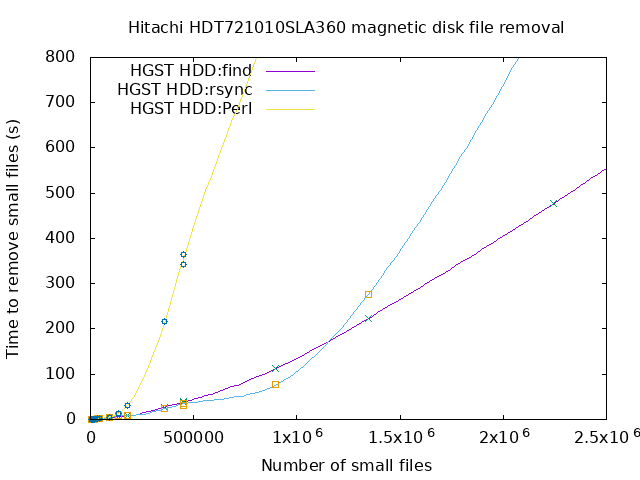 Hitachi HDT721010SLA360 magnetic disk file removal
800
700
600
500
400
300
200
100
0
Time to remove small files (s)
HGST HDD:find
HGST HDD:rsync
HGST HDD:Perl
0 500000 1x10^6 1.5x10^6 2x10^6 2.5x10^6
Number of small files